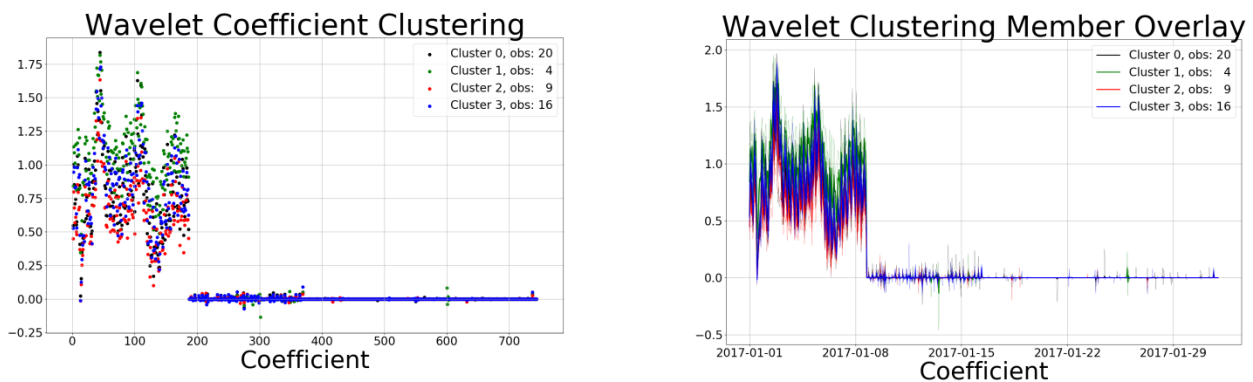 Wavelet Coefficient Clustering
Cluster 0, obs: 20
Cluster 1, obs: 4
Cluster 2, obs: 9
Cluster 3, obs: 16
1.75
1.50
1.25
1.00
0.75
0.50
0.25
0.00
−0.25
0 100 200 300 400 500 600 700
Coefficient
Wavelet Clustering Member Overlay
Cluster 0, obs: 20
Cluster 1, obs: 4
Cluster 2, obs: 9
Cluster 3, obs: 16
2.0
1.5
1.0
0.5
0.0
−0.5
2017-01-01 2017-01-08 2017-01-15 2017-01-22 2017-01-29
Coefficient